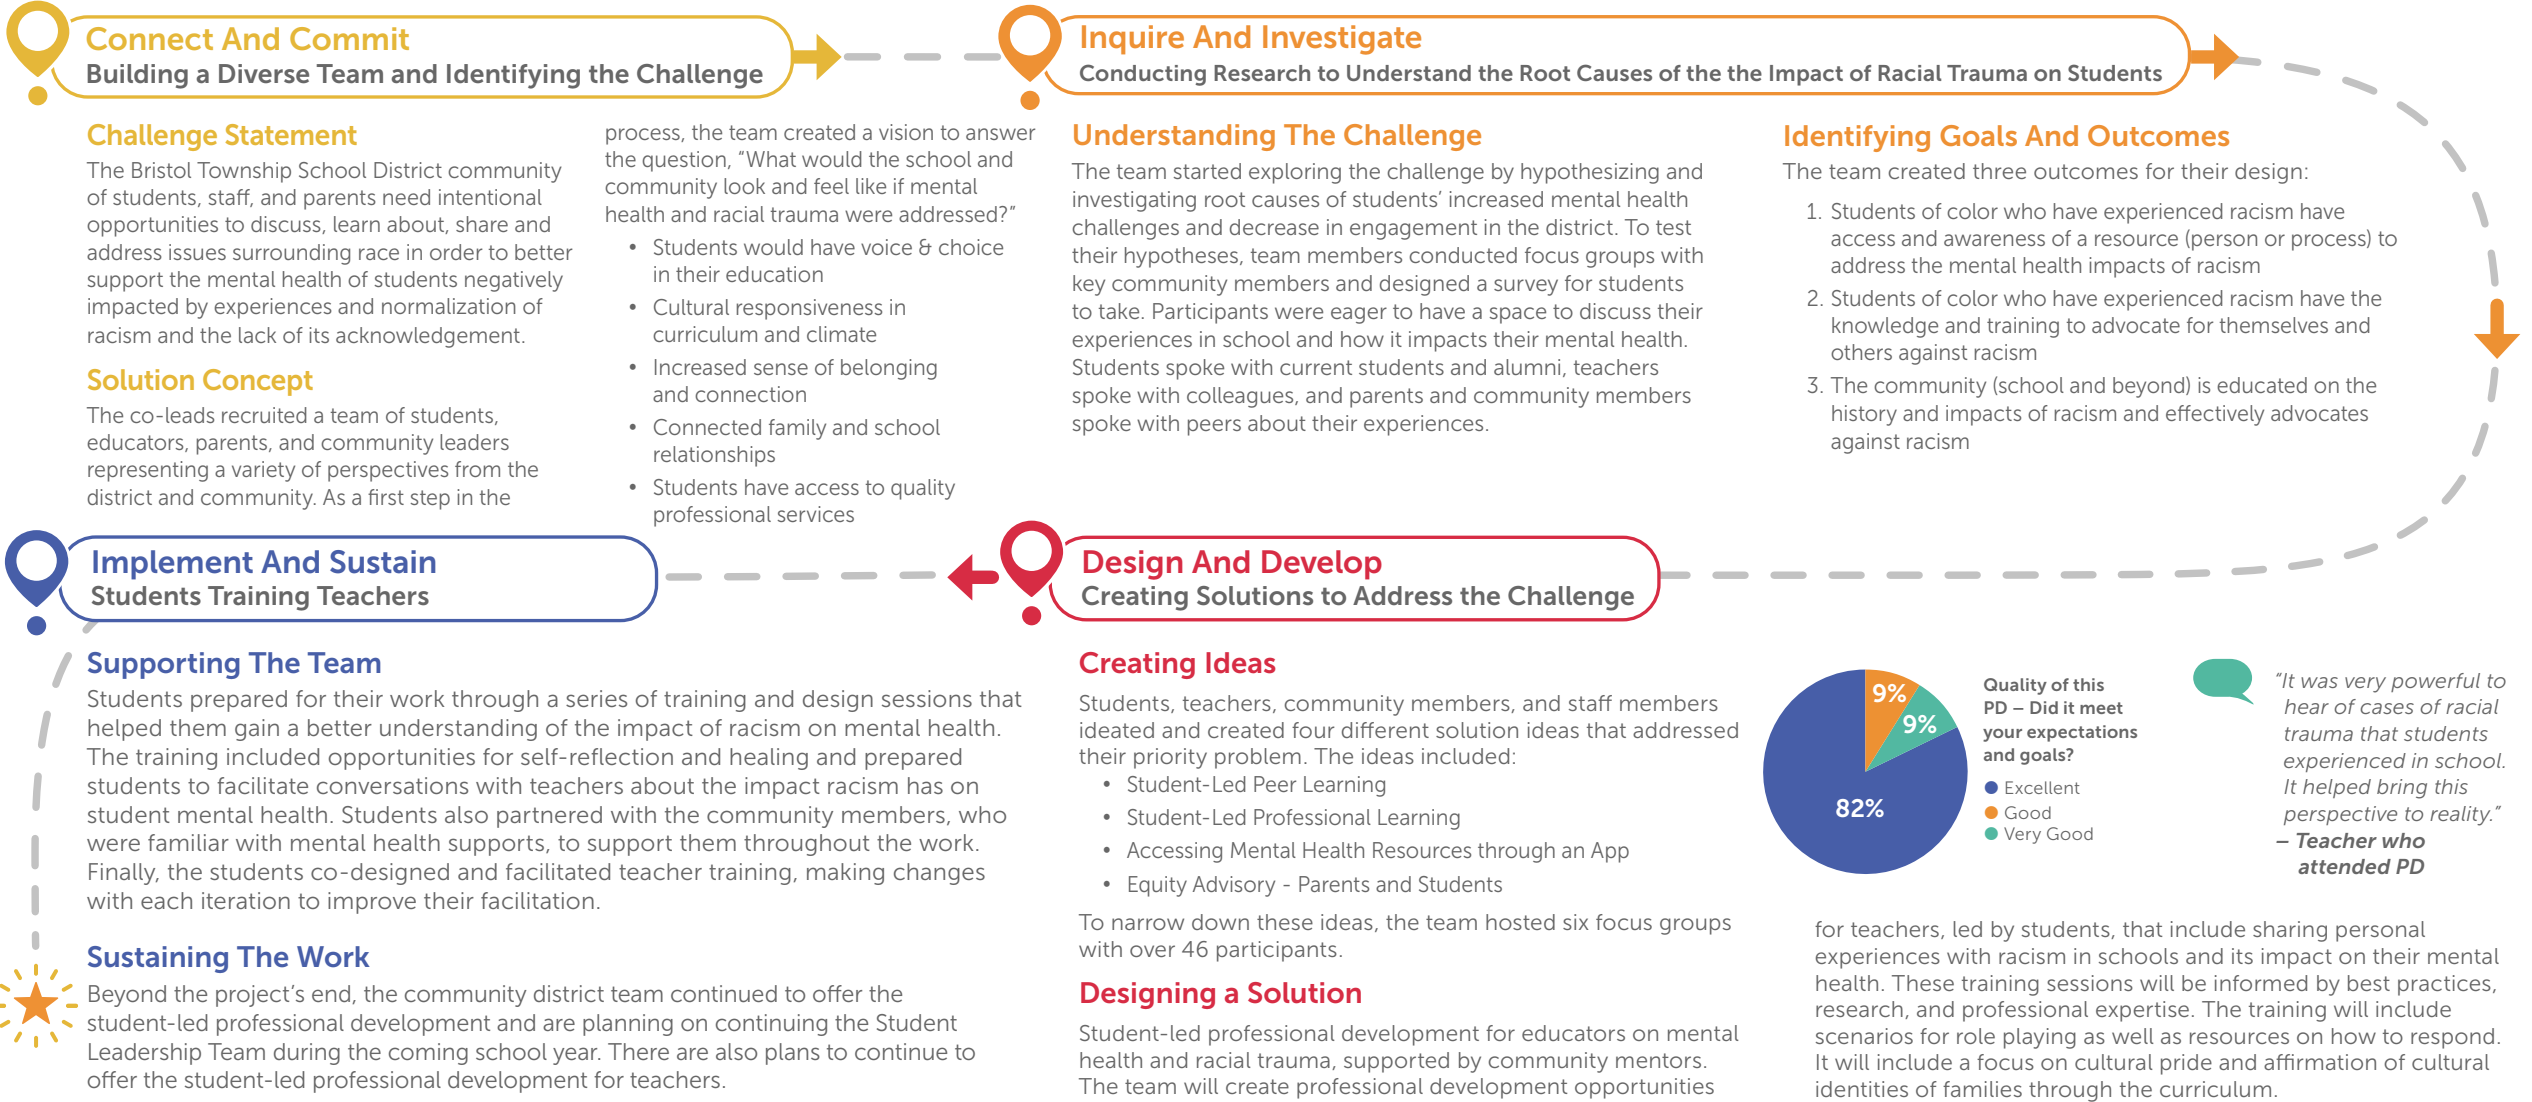 Connect And Commit
Building a Diverse Team and Identifying the Challenge
Challenge Statement
The Bristol Township School District community
of students, staff, and parents need intentional
opportunities to discuss, learn about, share and
address issues surrounding race in order to better
support the mental health of students negatively
impacted by experiences and normalization of
racism and the lack of its acknowledgement.
Solution Concept
The co-leads recruited a team of students,
educators, parents, and community leaders
representing a variety of perspectives from the
district and community. As a first step in the
process, the team created a vision to answer
the question, “What would the school and
community look and feel like if mental
health and racial trauma were addressed?”
• Students would have voice & choice
in their education
• Cultural responsiveness in
curriculum and climate
• Increased sense of belonging
and connection
• Connected family and school
relationships
• Students have access to quality
professional services
Inquire And Investigate
Conducting Research to Understand the Root Causes of the the Impact of Racial Trauma on Students
Understanding The Challenge
The team started exploring the challenge by hypothesizing and
investigating root causes of students’ increased mental health
challenges and decrease in engagement in the district. To test
their hypotheses, team members conducted focus groups with
key community members and designed a survey for students
to take. Participants were eager to have a space to discuss their
experiences in school and how it impacts their mental health.
Students spoke with current students and alumni, teachers
spoke with colleagues, and parents and community members
spoke with peers about their experiences.
Identifying Goals And Outcomes
The team created three outcomes for their design:
1. Students of color who have experienced racism have
access and awareness of a resource (person or process) to
address the mental health impacts of racism
2. Students of color who have experienced racism have the
knowledge and training to advocate for themselves and
others against racism
3. The community (school and beyond) is educated on the
history and impacts of racism and effectively advocates
against racism
Design And Develop
Creating Solutions to Address the Challenge
Creating Ideas
Students, teachers, community members, and staff members
ideated and created four different solution ideas that addressed
their priority problem. The ideas included:
• Student-Led Peer Learning
• Student-Led Professional Learning
• Accessing Mental Health Resources through an App
• Equity Advisory - Parents and Students
To narrow down these ideas, the team hosted six focus groups
with over 46 participants.
Designing a Solution
Student-led professional development for educators on mental
health and racial trauma, supported by community mentors.
The team will create professional development opportunities
9%
9%
82%
Quality of this
PD – Did it meet
your expectations
and goals?
Excellent
Good
Very Good
“It was very powerful to
hear of cases of racial
trauma that students
experienced in school.
It helped bring this
perspective to reality.”
– Teacher who
attended PD
for teachers, led by students, that include sharing personal
experiences with racism in schools and its impact on their mental
health. These training sessions will be informed by best practices,
research, and professional expertise. The training will include
scenarios for role playing as well as resources on how to respond.
It will include a focus on cultural pride and affirmation of cultural
identities of families through the curriculum.
Implement And Sustain
Students Training Teachers
Supporting The Team
Students prepared for their work through a series of training and design sessions that
helped them gain a better understanding of the impact of racism on mental health.
The training included opportunities for self-reflection and healing and prepared
students to facilitate conversations with teachers about the impact racism has on
student mental health. Students also partnered with the community members, who
were familiar with mental health supports, to support them throughout the work.
Finally, the students co-designed and facilitated teacher training, making changes
with each iteration to improve their facilitation.
Sustaining The Work
Beyond the project’s end, the community district team continued to offer the
student-led professional development and are planning on continuing the Student
Leadership Team during the coming school year. There are also plans to continue to
offer the student-led professional development for teachers.